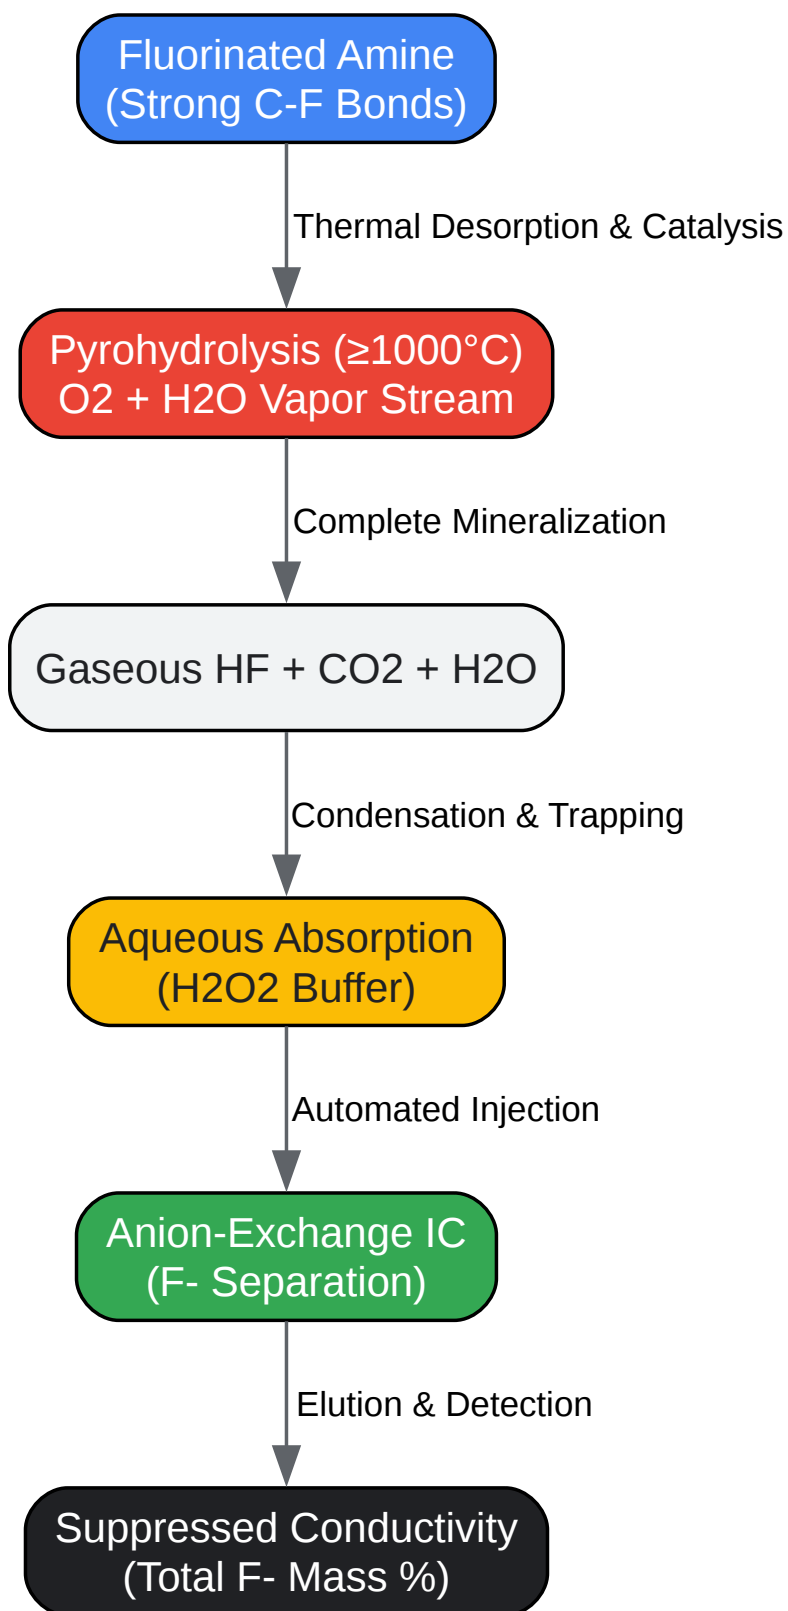 Fluorinated Amine
(Strong C-F Bonds)
Thermal Desorption & Catalysis
Pyrohydrolysis (≥1000°C)
O2 + H2O Vapor Stream
Complete Mineralization
Gaseous HF + CO2 + H2O
Condensation & Trapping
Aqueous Absorption
(H2O2 Buffer)
Automated Injection
Anion-Exchange IC
(F- Separation)
Elution & Detection
Suppressed Conductivity
(Total F- Mass %)